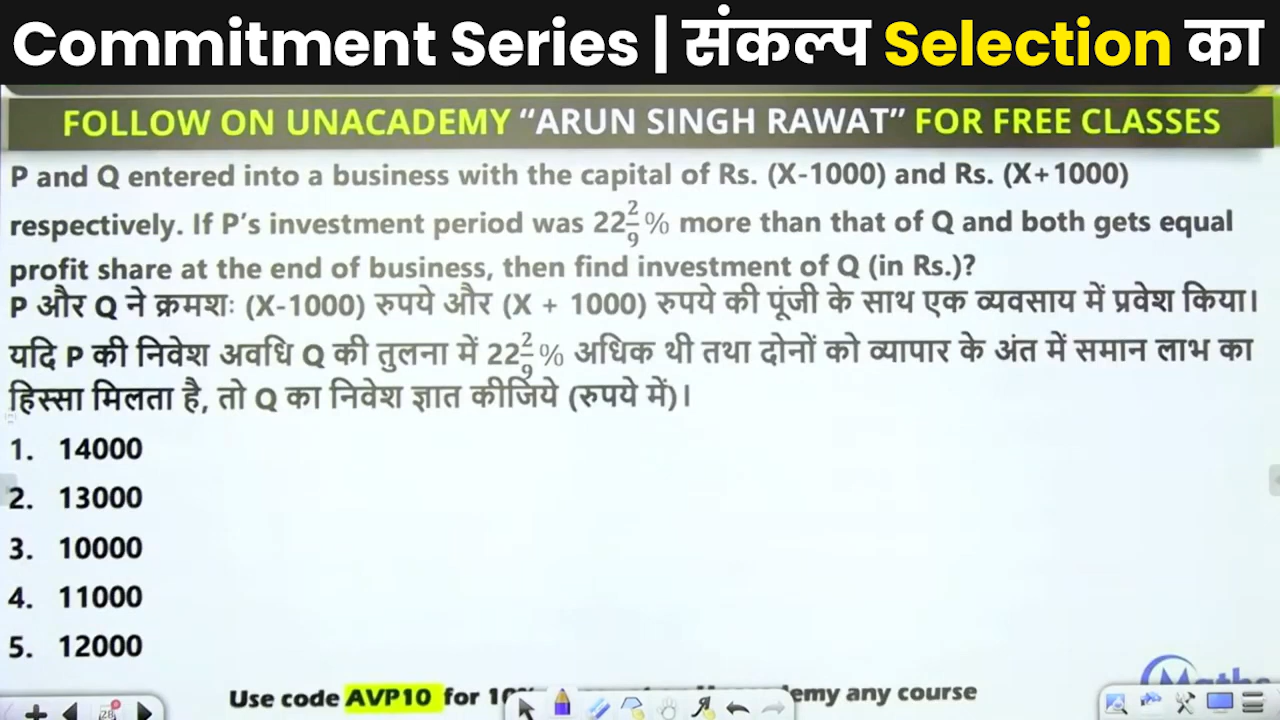 Commitment Series | संकल्प Selection का
FOLLOW ON UNACADEMY “ARUN SINGH RAWAT” FOR FREE CLASSES
P and Q entered into a business with the capital of Rs. (X-1000) and Rs. (X+1000)
respectively. If P’s investment period was 22 2/9 % more than that of Q and both gets equal
profit share at the end of business, then find investment of Q (in Rs.)?
P और Q ने क्रमशः (X-1000) रुपये और (X + 1000) रुपये की पूंजी के साथ एक व्यवसाय में प्रवेश किया।
यदि P की निवेश अवधि Q की तुलना में 22 2/9 % अधिक थी तथा दोनों को व्यापार के अंत में समान लाभ का
हिस्सा मिलता है, तो Q का निवेश ज्ञात कीजिये (रुपये में)।
1. 14000
2. 13000
3. 10000
4. 11000
5. 12000
Maths
Use code AVP10 for any course
28